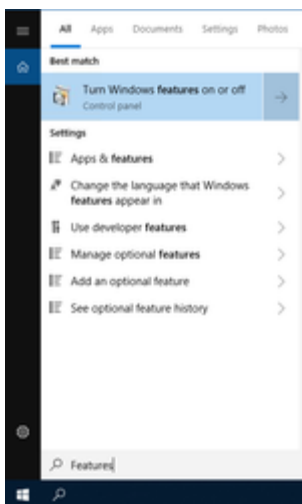 All Apps Documents Settings Photos
Best match
Turn Windows features on or off
Control panel
Settings
Apps & features
Change the language that Windows
features appear in
Use developer features
Manage optional features
Add an optional feature
See optional feature history
Features